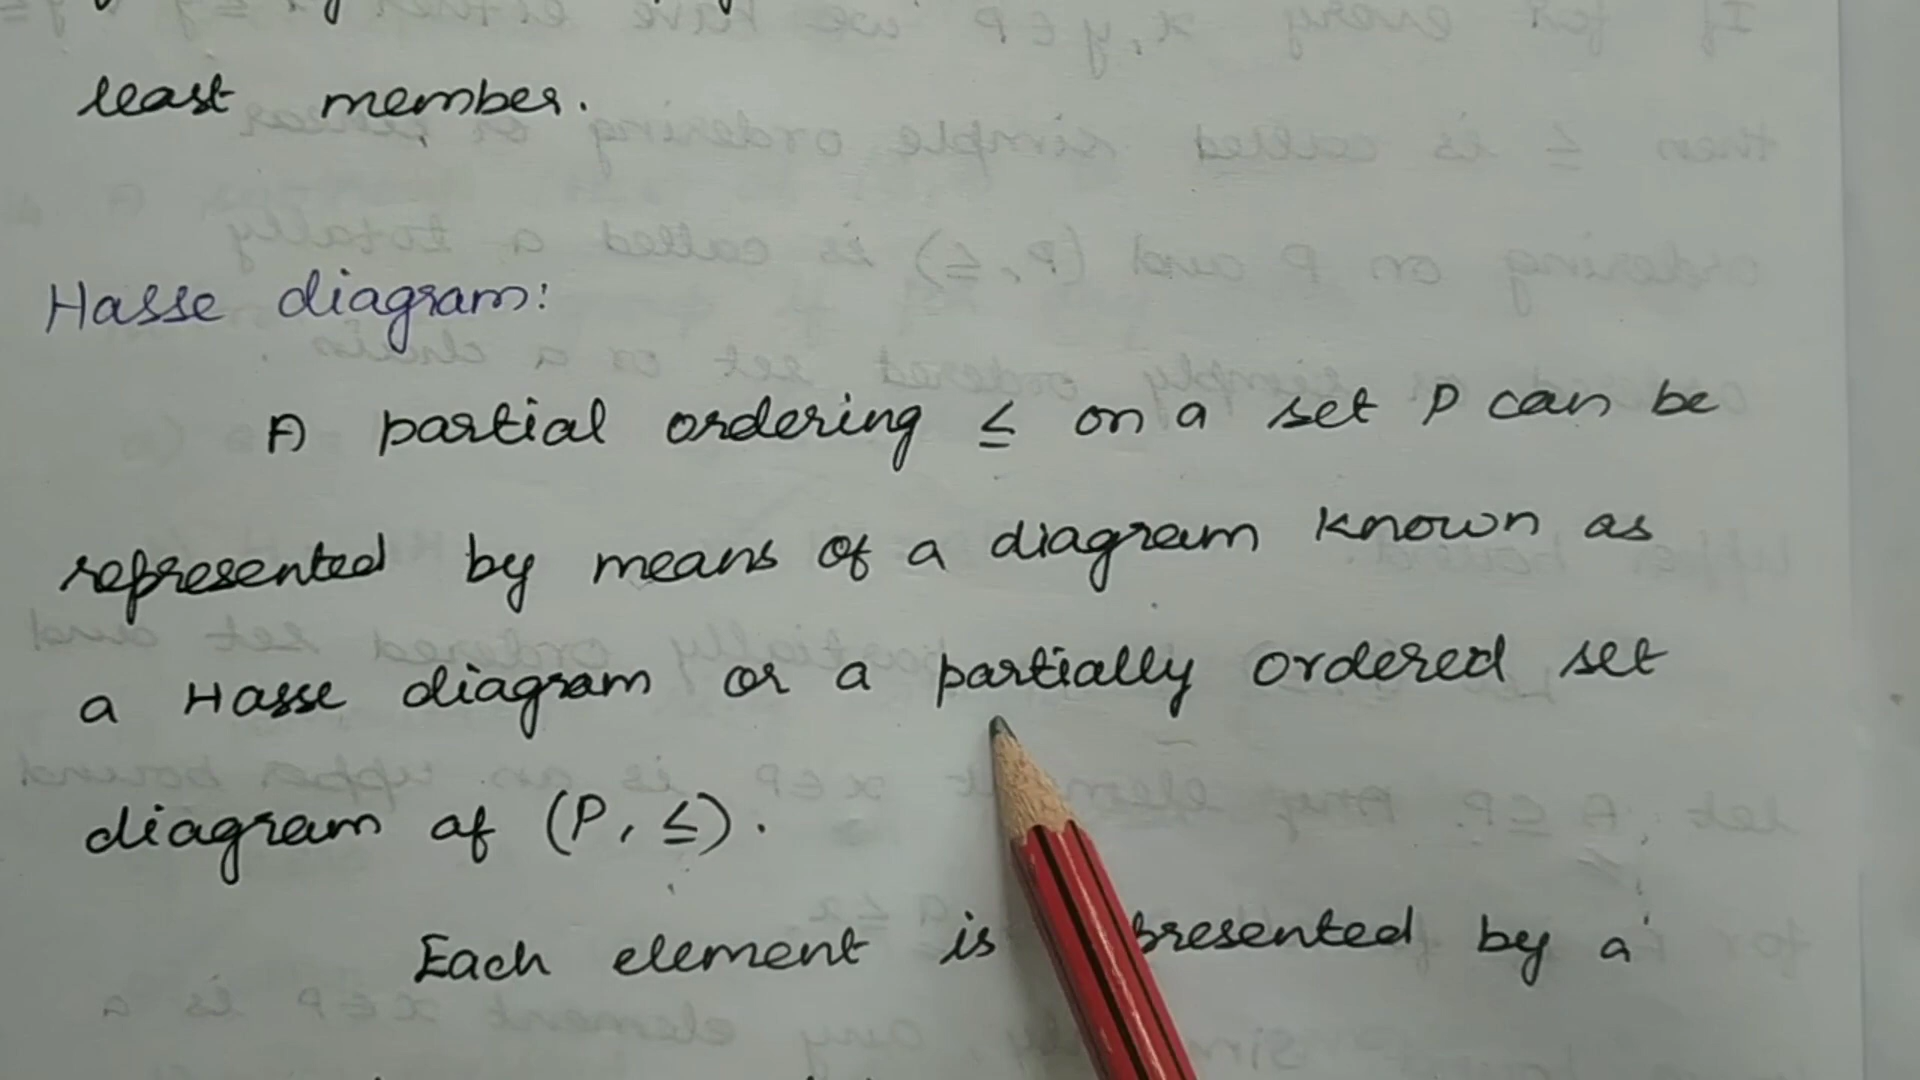 least member.
Hasse diagram:
A partial ordering ≤ on a set P can be
represented by means of a diagram known as
a Hasse diagram or a partially ordered set
diagram of (P, ≤).
Each element is presented by a